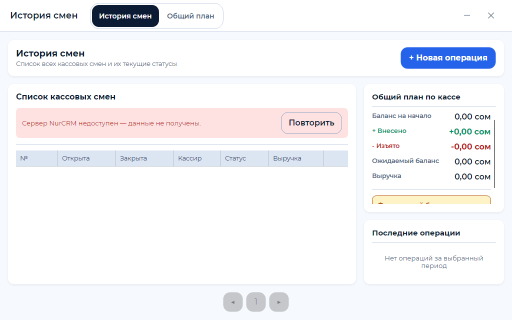 История смен
История смен
Общий план
История смен
Список всех кассовых смен и их текущие статусы
+ Новая операция
Список кассовых смен
Сервер NurCRM недоступен — данные не получены.
Повторить
№
Открыта
Закрыта
Кассир
Статус
Выручка
Общий план по кассе
Баланс на начало 0,00 сом
+ Внесено +0,00 сом
- Изъято -0,00 сом
Ожидаемый баланс 0,00 сом
Выручка 0,00 сом
Последние операции
Нет операций за выбранный
период
1